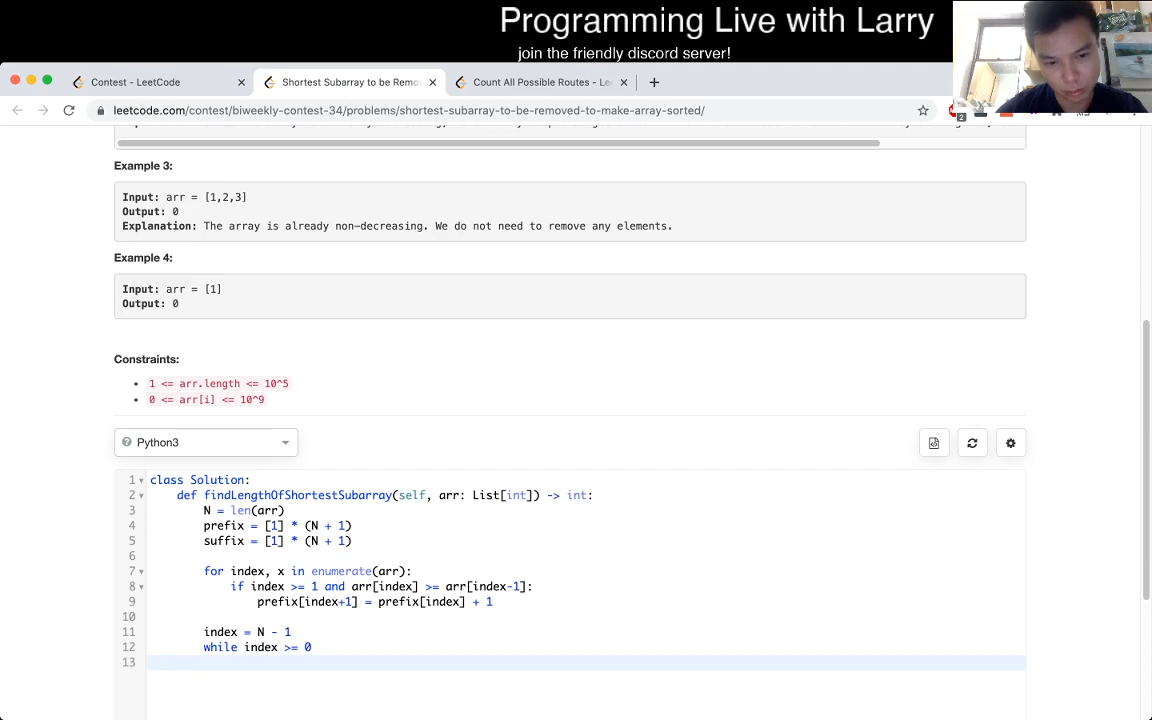 Programming Live with Larry
join the friendly discord server!
Contest - LeetCode
Shortest Subarray to be Remo
Count All Possible Routes - Le
leetcode.com/contest/biweekly-contest-34/problems/shortest-subarray-to-be-removed-to-make-array-sorted/
2
Example 3:
Input: arr = [1,2,3]
Output: 0
Explanation: The array is already non-decreasing. We do not need to remove any elements.
Example 4:
Input: arr = [1]
Output: 0
Constraints:
1 <= arr.length <= 10^5
0 <= arr[i] <= 10^9
Python3
1 class Solution:
2 def findLengthOfShortestSubarray(self, arr: List[int]) -> int:
3 N = len(arr)
4 prefix = [1] * (N + 1)
5 suffix = [1] * (N + 1)
6
7 for index, x in enumerate(arr):
8 if index >= 1 and arr[index] >= arr[index-1]:
9 prefix[index+1] = prefix[index] + 1
10
11 index = N - 1
12 while index >= 0
13